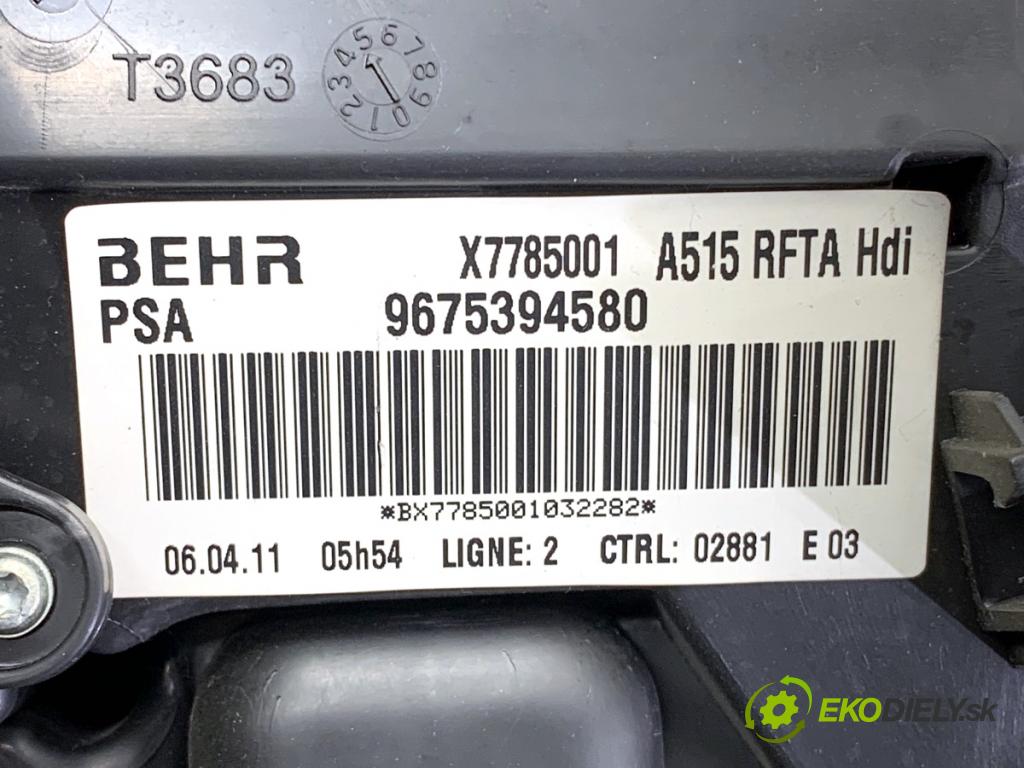 T3683
1234567890
BEHR X7785001 A515 RFTA Hdi
PSA 9675394580
*BX7785001032282*
06.04.11 05h54 LIGNE: 2 CTRL: 02881 E 03
EKODIELY.sk